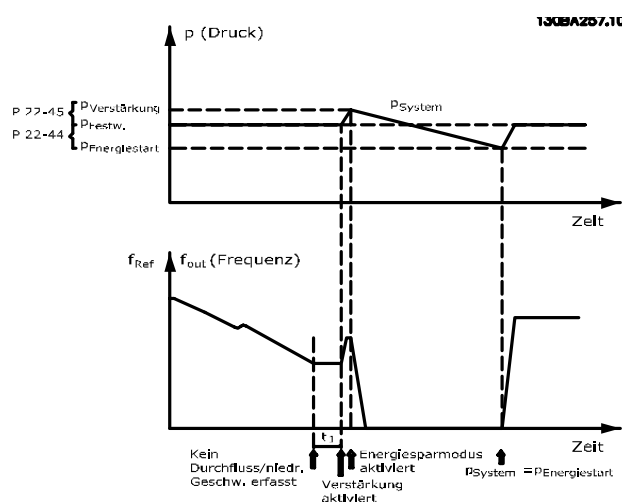 130BA257.10
p (Druck)
P 22-45
P 22-44
pVerstärkung
pFestw.
pEnergiestart
pSystem
Zeit
fRef
fout (Frequenz)
t1
Zeit
Kein
Durchfluss/niedr.
Geschw. erfasst
Verstärkung
aktiviert
Energiesparmodus
aktiviert
pSystem = pEnergiestart